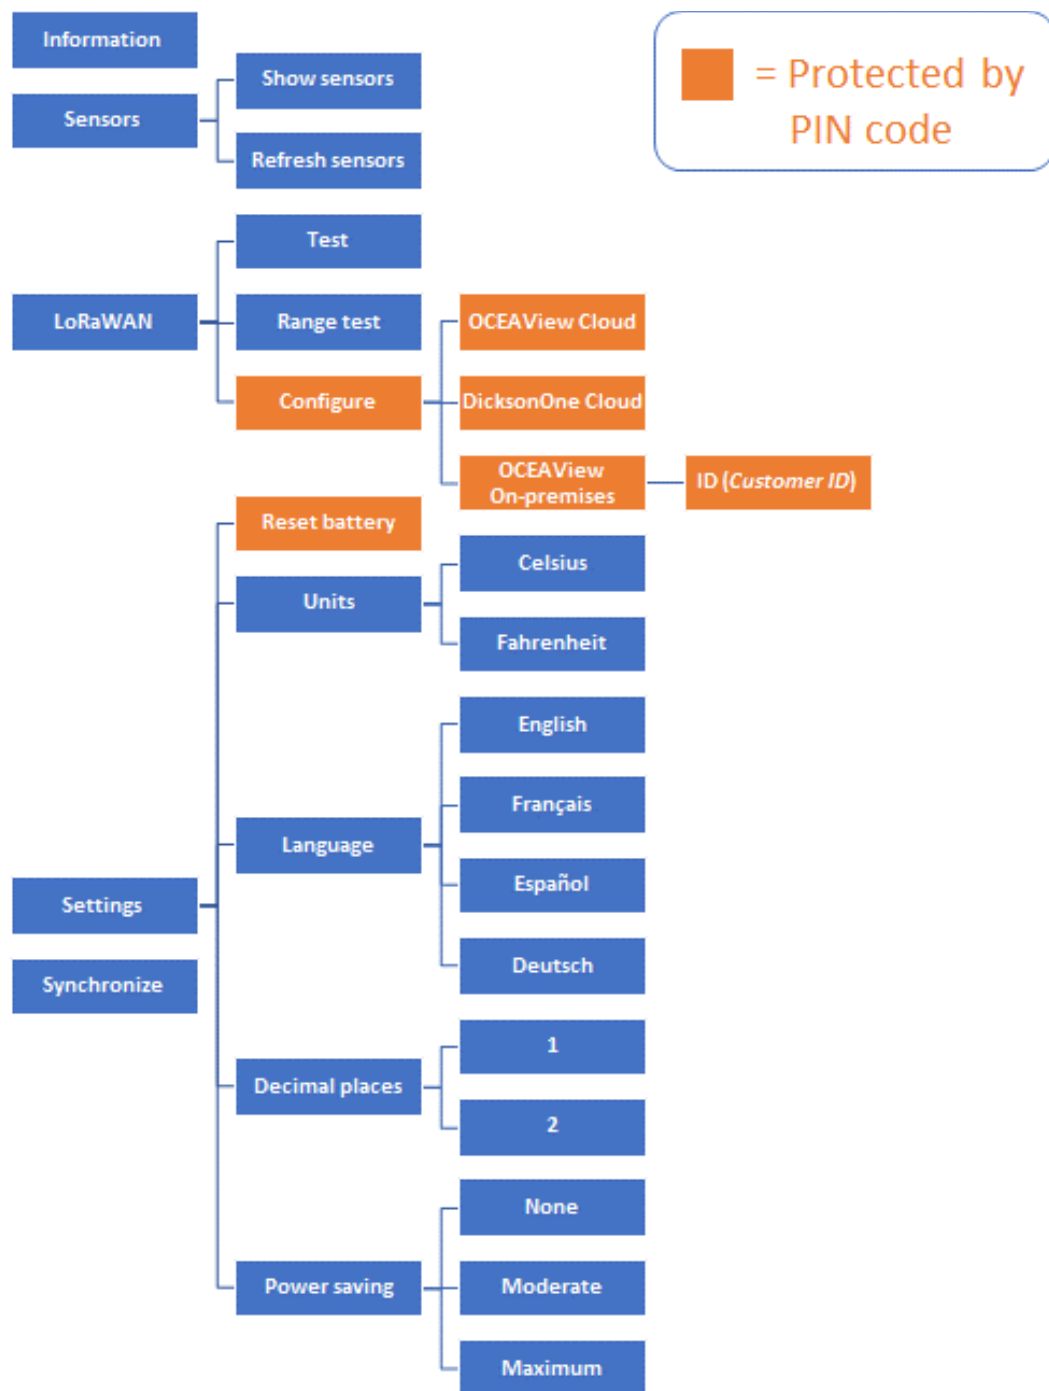 Information
= Protected by
PIN code
Show sensors
Sensors
Refresh sensors
Test
LoRaWAN
Range test
OCEAView Cloud
Configure
DicksonOne Cloud
OCEAView
On-premises
ID (Customer ID)
Reset battery
Celsius
Units
Fahrenheit
English
Français
Language
Español
Settings
Deutsch
Synchronize
1
Decimal places
2
None
Power saving
Moderate
Maximum